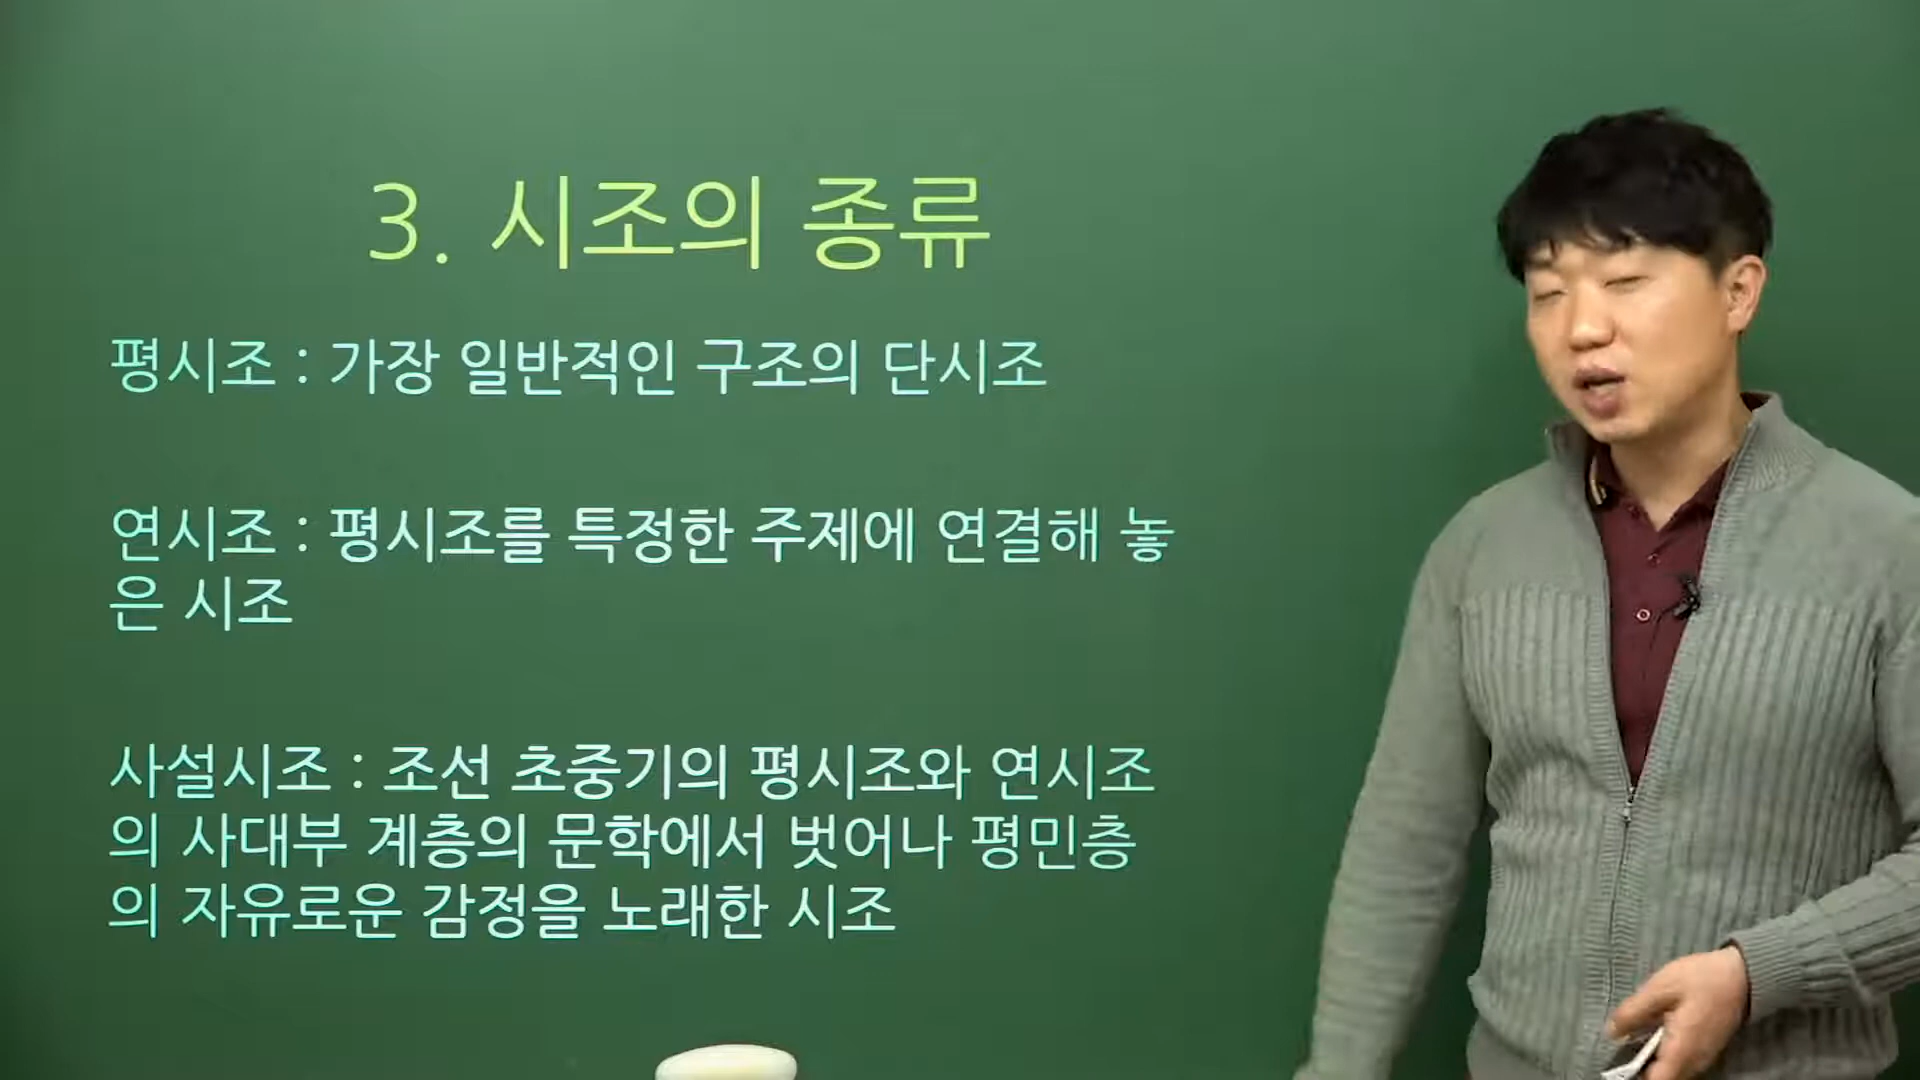 3. 시조의 종류
평시조 : 가장 일반적인 구조의 단시조
연시조 : 평시조를 특정한 주제에 연결해 놓
은 시조
사설시조 : 조선 초중기의 평시조와 연시조
의 사대부 계층의 문학에서 벗어나 평민층
의 자유로운 감정을 노래한 시조